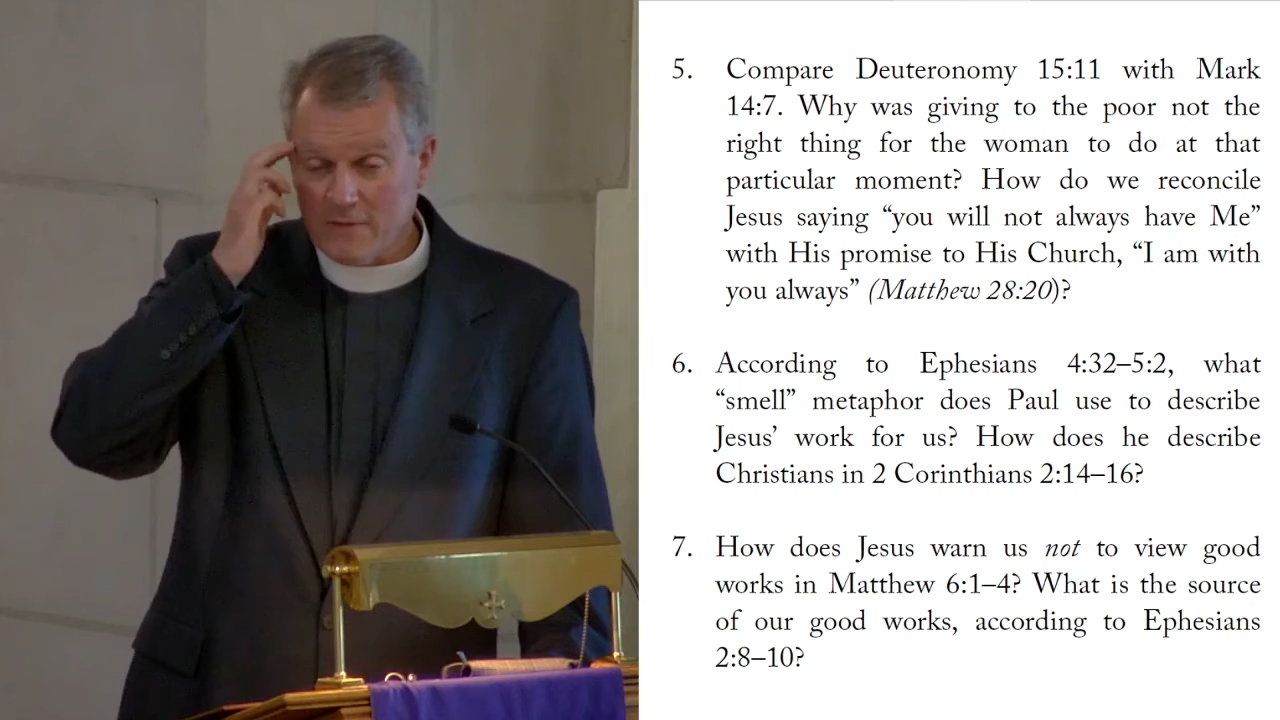 5. Compare Deuteronomy 15:11 with Mark
14:7. Why was giving to the poor not the
right thing for the woman to do at that
particular moment? How do we reconcile
Jesus saying “you will not always have Me”
with His promise to His Church, “I am with
you always” (Matthew 28:20)?
6. According to Ephesians 4:32–5:2, what
“smell” metaphor does Paul use to describe
Jesus’ work for us? How does he describe
Christians in 2 Corinthians 2:14–16?
7. How does Jesus warn us not to view good
works in Matthew 6:1–4? What is the source
of our good works, according to Ephesians
2:8–10?